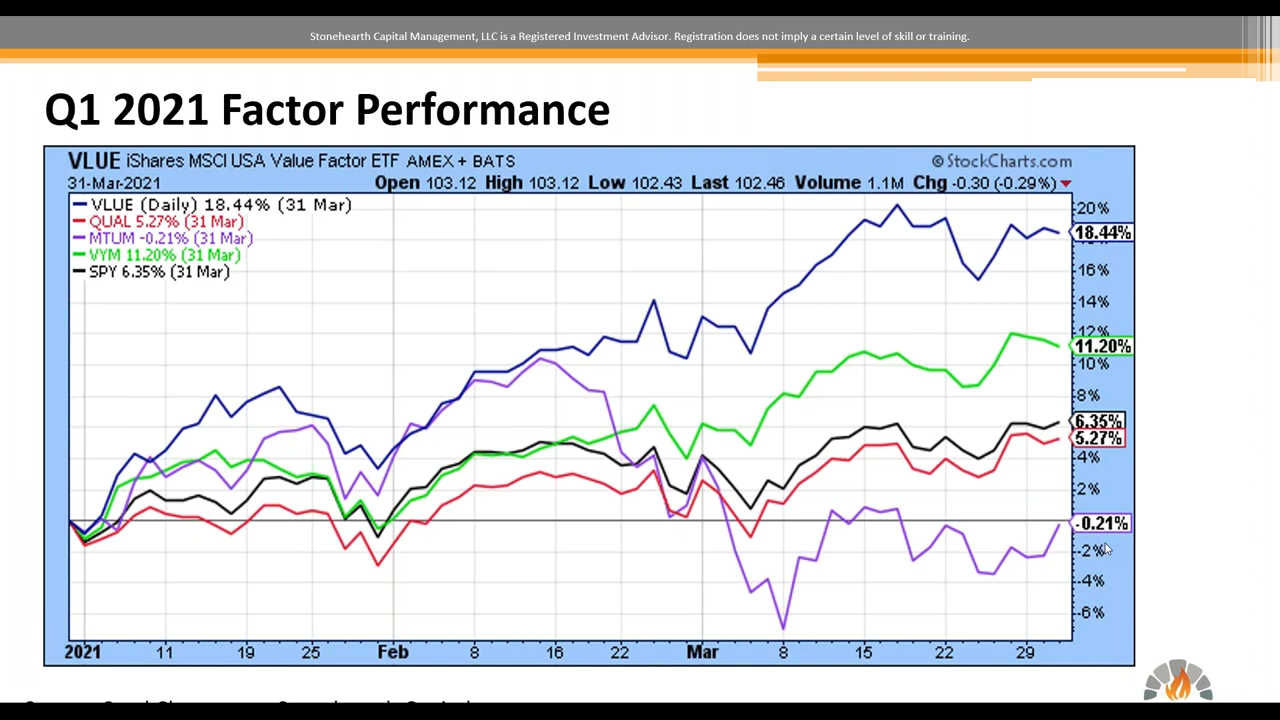 Stonehearth Capital Management, LLC is a Registered Investment Advisor. Registration does not imply a certain level of skill or training.
Q1 2021 Factor Performance
VLUE iShares MSCI USA Value Factor ETF AMEX + BATS
© StockCharts.com
31-Mar-2021
Open 103.12 High 103.12 Low 102.43 Last 102.46 Volume 1.1M Chg -0.30 (-0.29%)
VLUE (Daily) 18.44% (31 Mar)
QUAL 5.27% (31 Mar)
MTUM -0.21% (31 Mar)
VYM 11.20% (31 Mar)
SPY 6.35% (31 Mar)
20%
18.44%
16%
14%
12%
11.20%
10%
8%
6.35%
5.27%
4%
2%
-0.21%
-2%
-4%
-6%
2021 11 19 25 Feb 8 16 22 Mar 8 15 22 29